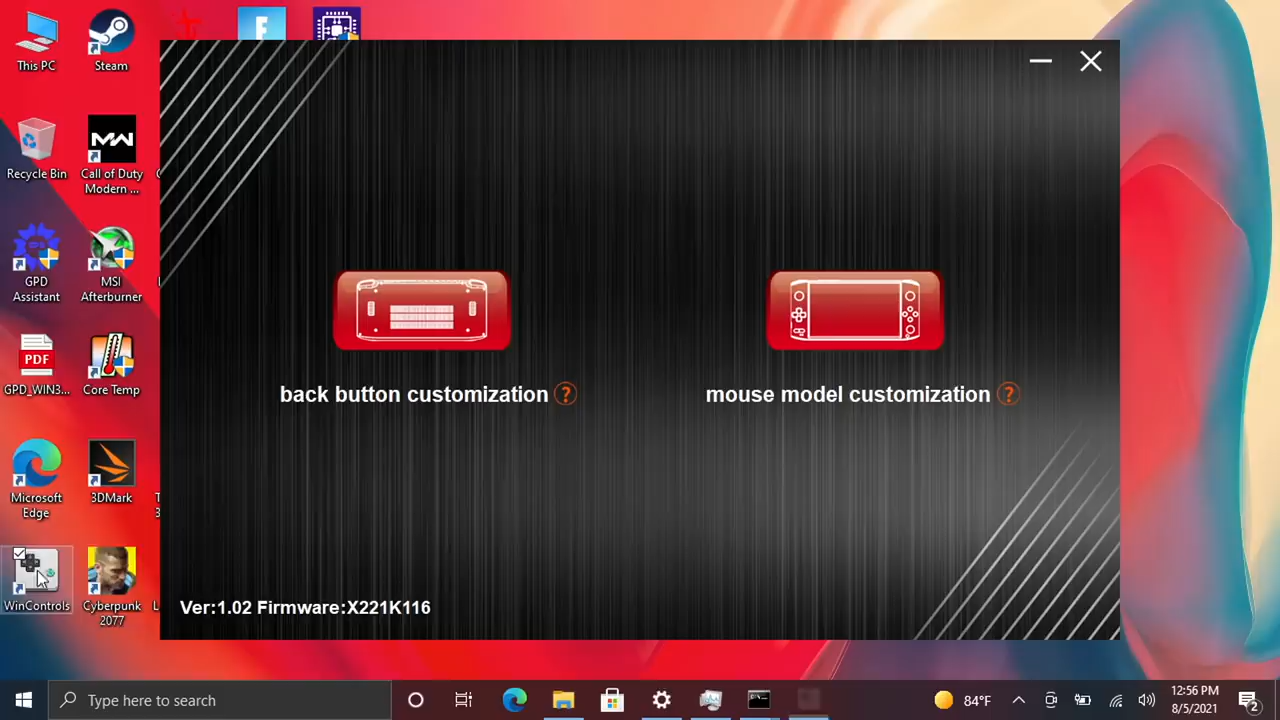 This PC
Steam
Recycle Bin
Call of Duty
Modern ...
GPD
Assistant
MSI
Afterburner
PDF
GPD_WIN3...
Core Temp
Microsoft
Edge
3DMark
WinControls
Cyberpunk
2077
back button customization ?
mouse model customization ?
Ver:1.02 Firmware:X221K116
Type here to search
84°F
12:56 PM
8/5/2021
2